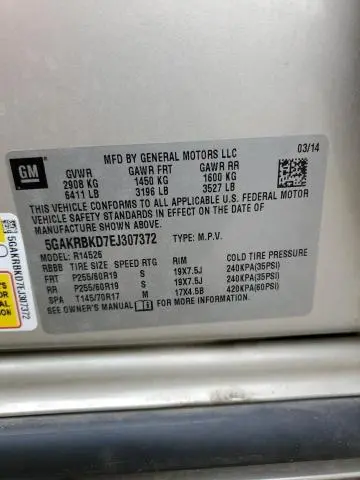 GM
MFD BY GENERAL MOTORS LLC
03/14
GVWR GAWR FRT GAWR RR
2908 KG 1450 KG 1600 KG
6411 LB 3196 LB 3527 LB
THIS VEHICLE CONFORMS TO ALL APPLICABLE U.S. FEDERAL MOTOR
VEHICLE SAFETY STANDARDS IN EFFECT ON THE DATE OF
MANUFACTURE SHOWN ABOVE.
5GAKRBKD7EJ307372 TYPE: M.P.V.
MODEL: R14526
RBBB TIRE SIZE SPEED RTG RIM COLD TIRE PRESSURE
FRT P255/60R19 S 19X7.5J 240KPA(35PSI)
RR P255/60R19 S 19X7.5J 240KPA(35PSI)
SPA T145/70R17 M 17X4.5B 420KPA(60PSI)
SEE OWNER'S MANUAL
5GAKRBKD7EJ307372